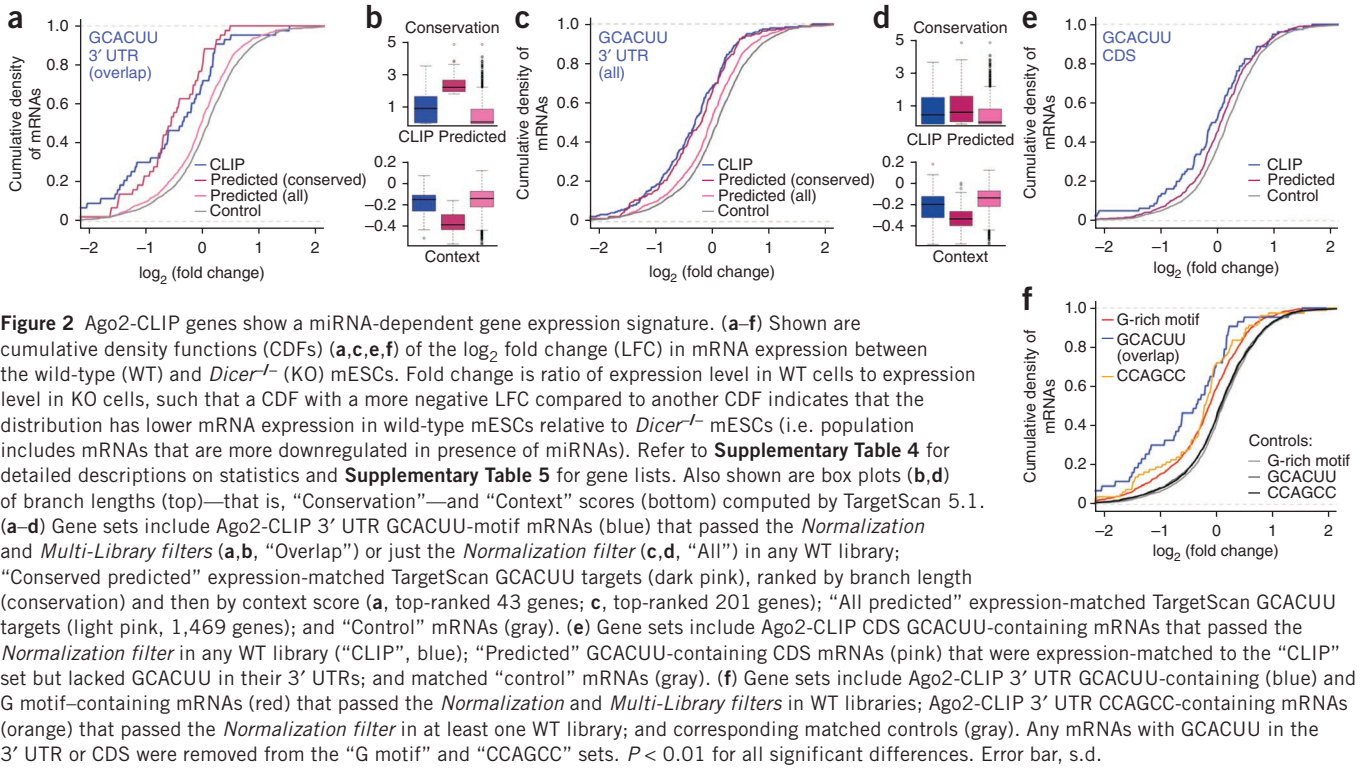 a
GCACUU
3′ UTR
(overlap)
Cumulative density
of mRNAs
1.0
0.8
0.6
0.4
0.2
0
CLIP
Predicted (conserved)
Predicted (all)
Control
–2
–1
0
1
2
log2 (fold change)
b
Conservation
5
3
1
CLIP Predicted
0.2
0
–0.2
–0.4
Context
c
GCACUU
3′ UTR
(all)
Cumulative density of
mRNAs
1.0
0.8
0.6
0.4
0.2
0
CLIP
Predicted (conserved)
Predicted (all)
Control
–2
–1
0
1
2
log2 (fold change)
d
Conservation
5
3
1
CLIP Predicted
0.2
0
–0.2
–0.4
Context
e
GCACUU
CDS
Cumulative density of
mRNAs
1.0
0.8
0.6
0.4
0.2
0
CLIP
Predicted
Control
–2
–1
0
1
2
log2 (fold change)
f
Cumulative density of
mRNAs
1.0
0.8
0.6
0.4
0.2
0
G-rich motif
GCACUU
(overlap)
CCAGCC
Controls:
G-rich motif
GCACUU
CCAGCC
–2
–1
0
1
2
log2 (fold change)
Figure 2 Ago2-CLIP genes show a miRNA-dependent gene expression signature. (a–f) Shown are
cumulative density functions (CDFs) (a,c,e,f) of the log2 fold change (LFC) in mRNA expression between
the wild-type (WT) and Dicer–/– (KO) mESCs. Fold change is ratio of expression level in WT cells to expression
level in KO cells, such that a CDF with a more negative LFC compared to another CDF indicates that the
distribution has lower mRNA expression in wild-type mESCs relative to Dicer–/– mESCs (i.e. population
includes mRNAs that are more downregulated in presence of miRNAs). Refer to Supplementary Table 4 for
detailed descriptions on statistics and Supplementary Table 5 for gene lists. Also shown are box plots (b,d)
of branch lengths (top)—that is, “Conservation”—and “Context” scores (bottom) computed by TargetScan 5.1.
(a–d) Gene sets include Ago2-CLIP 3′ UTR GCACUU-motif mRNAs (blue) that passed the Normalization
and Multi-Library filters (a,b, “Overlap”) or just the Normalization filter (c,d, “All”) in any WT library;
“Conserved predicted” expression-matched TargetScan GCACUU targets (dark pink), ranked by branch length
(conservation) and then by context score (a, top-ranked 43 genes; c, top-ranked 201 genes); “All predicted” expression-matched TargetScan GCACUU
targets (light pink, 1,469 genes); and “Control” mRNAs (gray). (e) Gene sets include Ago2-CLIP CDS GCACUU-containing mRNAs that passed the
Normalization filter in any WT library (“CLIP”, blue); “Predicted” GCACUU-containing CDS mRNAs (pink) that were expression-matched to the “CLIP”
set but lacked GCACUU in their 3′ UTRs; and matched “control” mRNAs (gray). (f) Gene sets include Ago2-CLIP 3′ UTR GCACUU-containing (blue) and
G motif–containing mRNAs (red) that passed the Normalization and Multi-Library filters in WT libraries; Ago2-CLIP 3′ UTR CCAGCC-containing mRNAs
(orange) that passed the Normalization filter in at least one WT library; and corresponding matched controls (gray). Any mRNAs with GCACUU in the
3′ UTR or CDS were removed from the “G motif” and “CCAGCC” sets. P < 0.01 for all significant differences. Error bar, s.d.